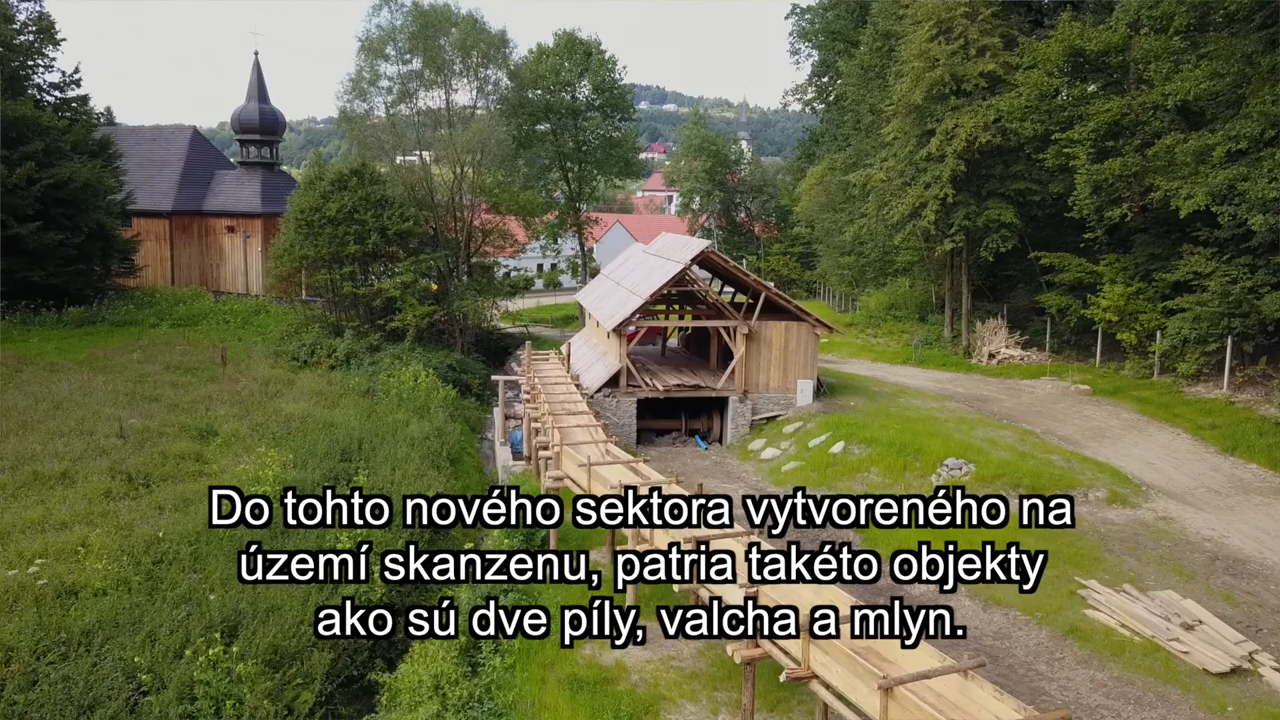 Do tohto nového sektora vytvoreného na
území skanzenu, patria takéto objekty
ako sú dve píly, valcha a mlyn.